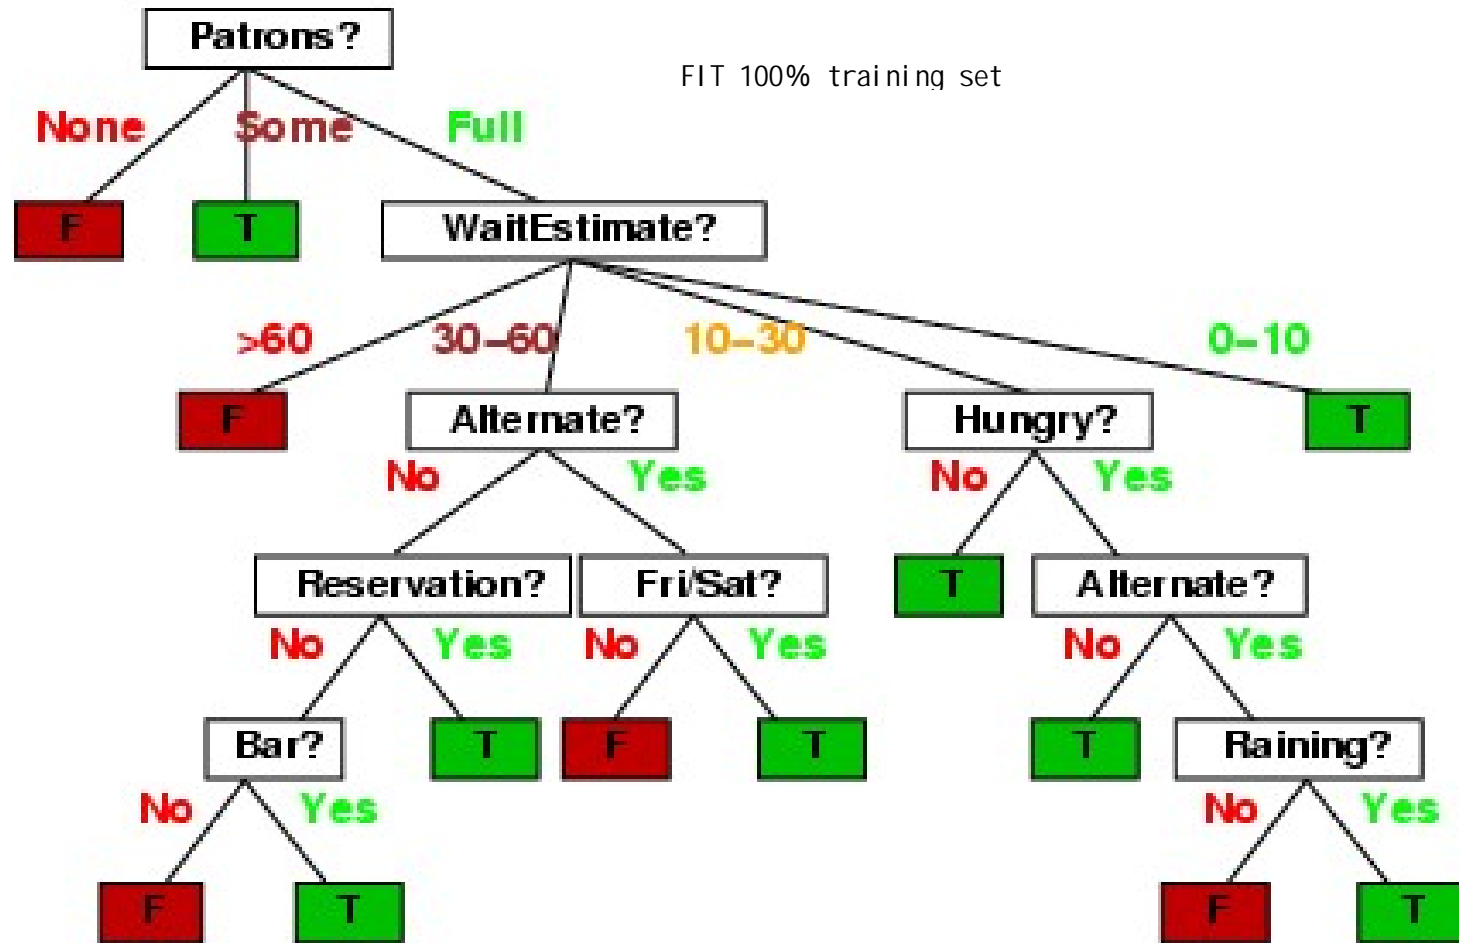 Patrons?
FIT 100% training set
None Some Full
F T WaitEstimate?
>60 30–60 10–30 0–10
F Alternate? Hungry? T
No Yes No Yes
Reservation? Fri/Sat? T Alternate?
No Yes No Yes No Yes
Bar? T F T T Raining?
No Yes No Yes
F T F T